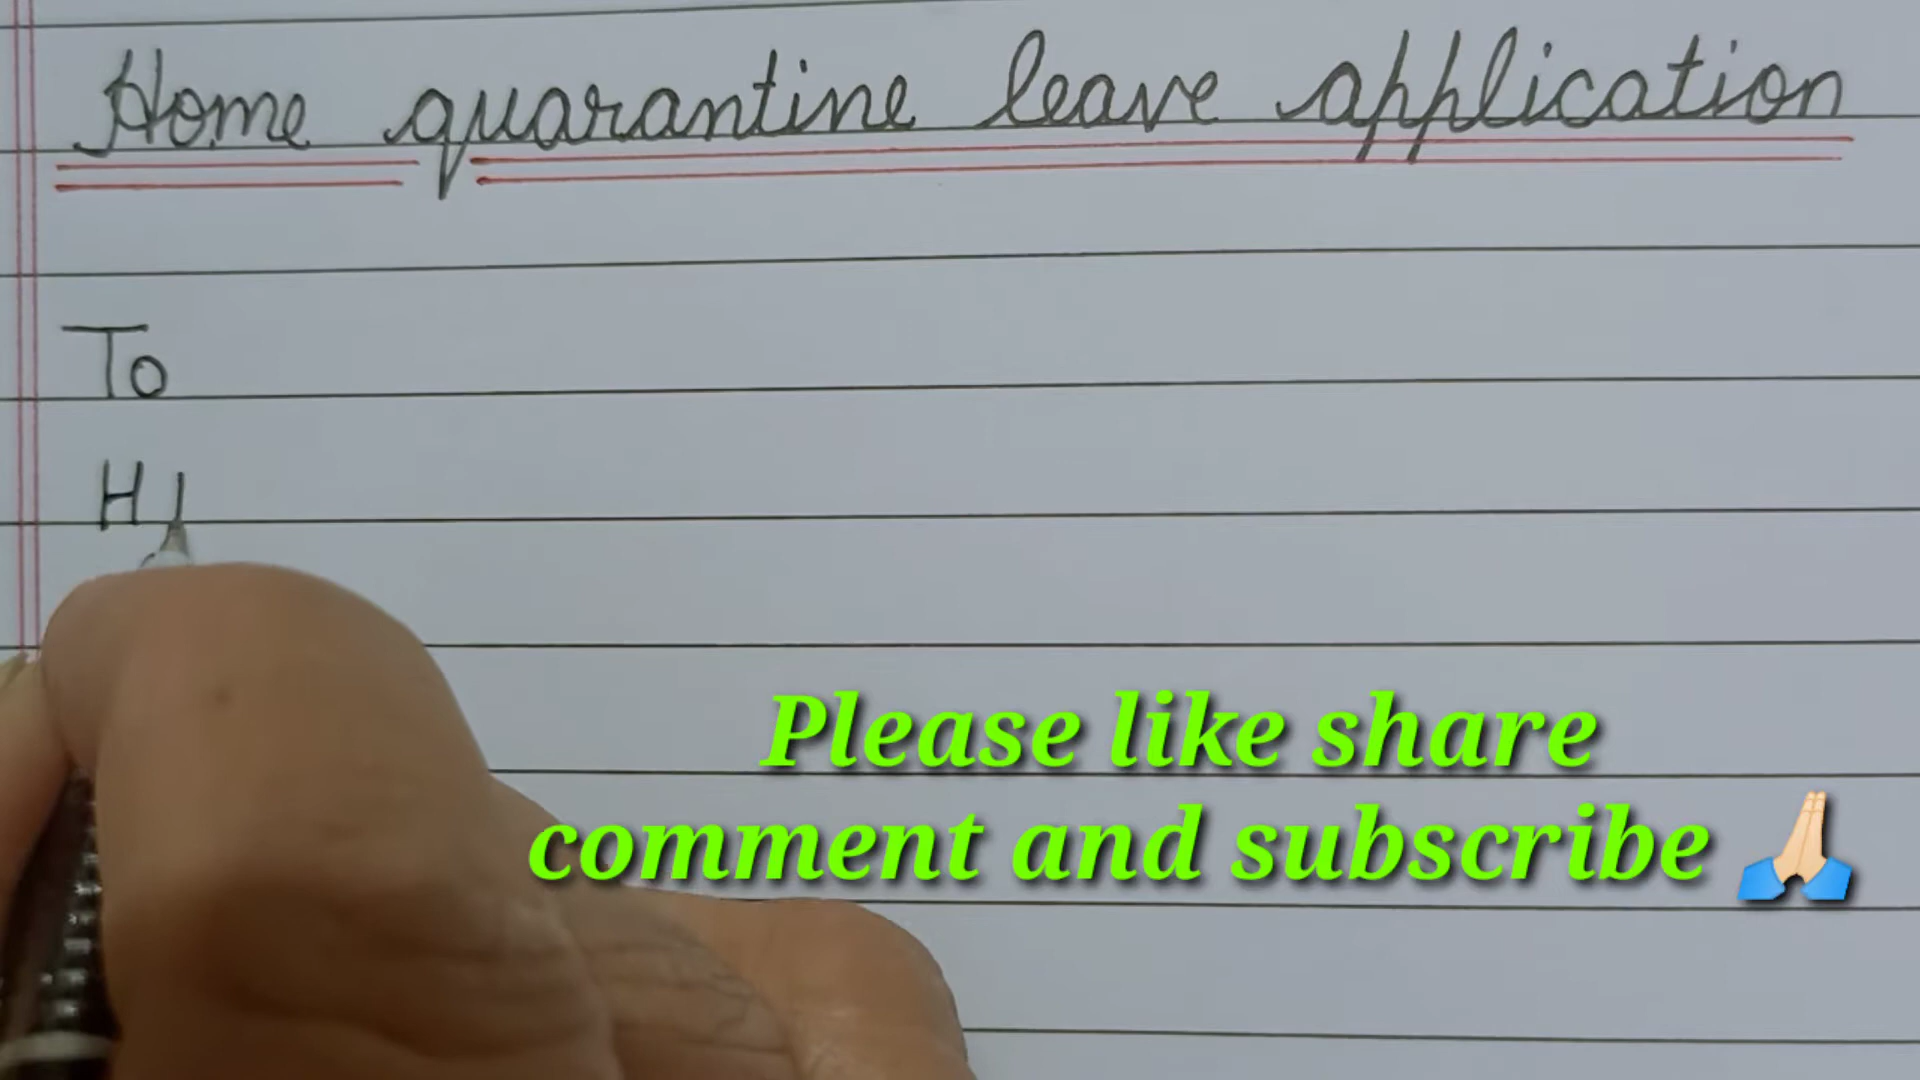 Home quarantine leave application
To
H
Please like share
comment and subscribe 🙏🏻